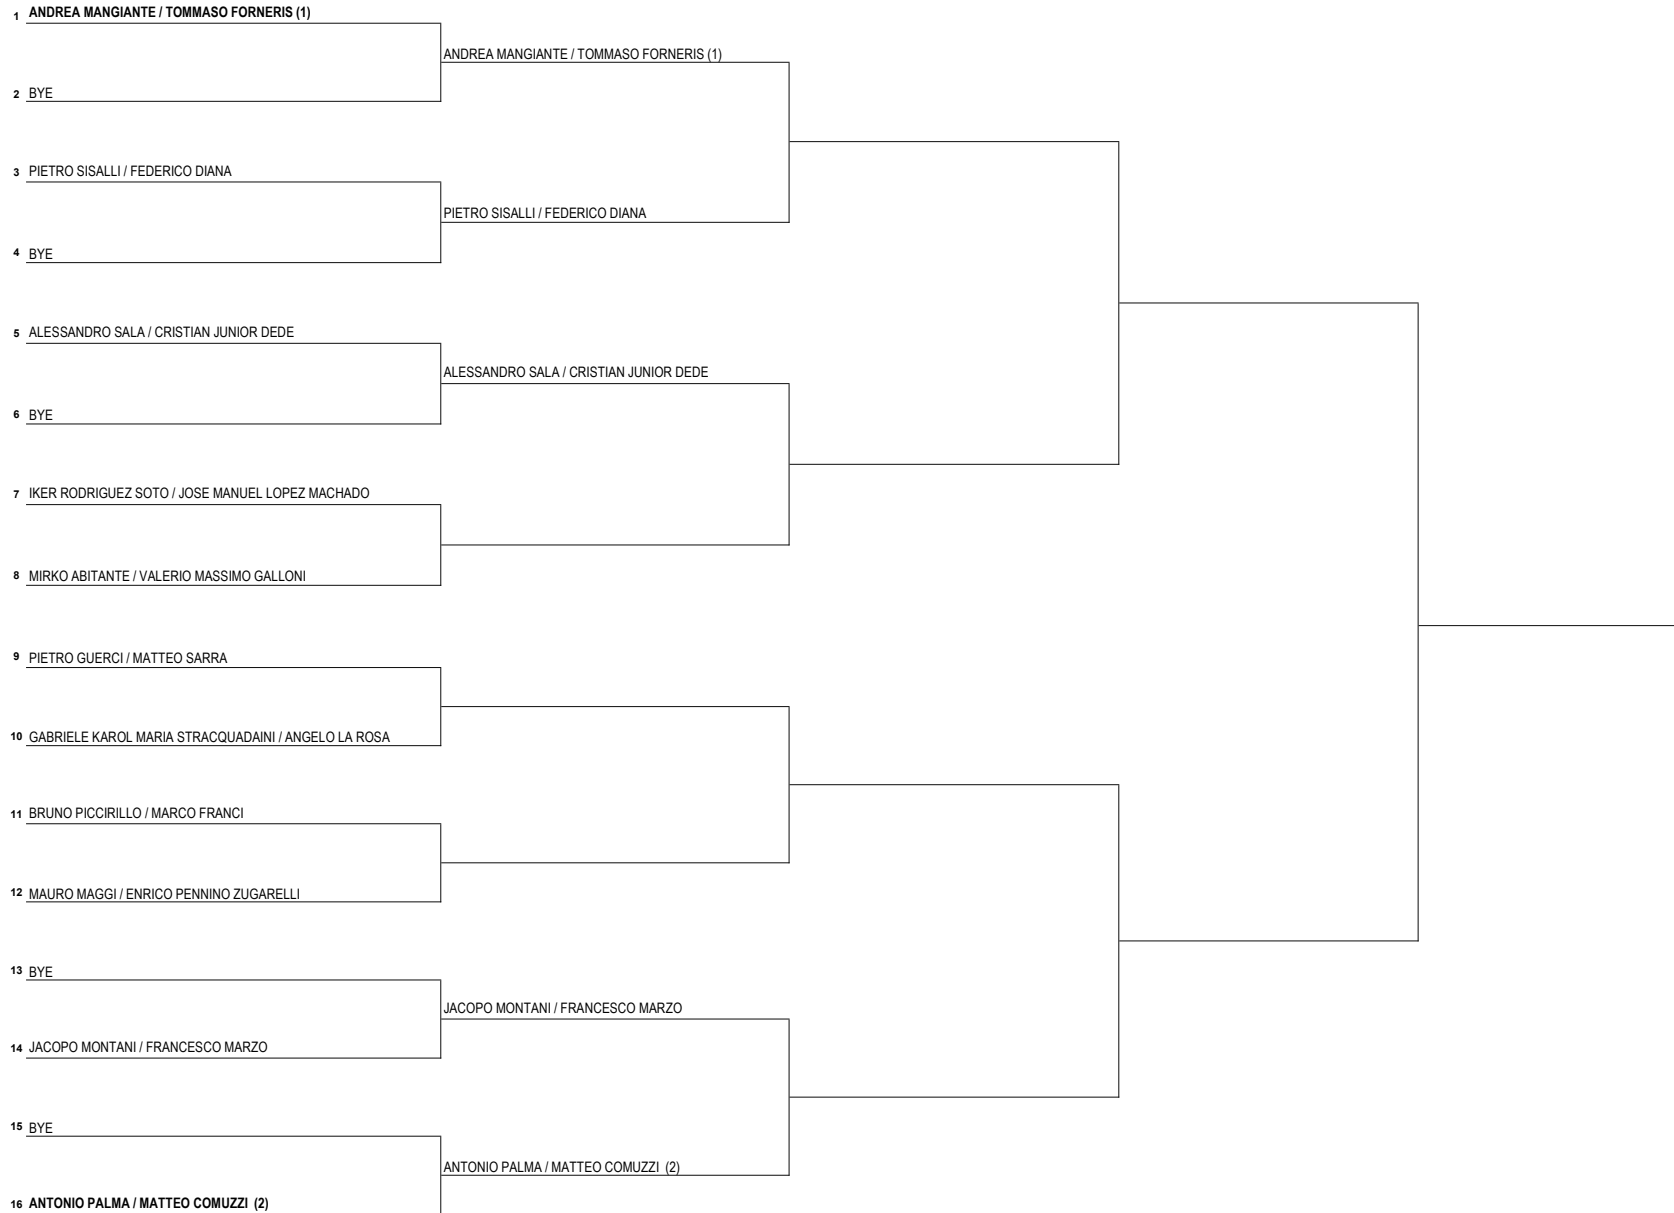 1 ANDREA MANGIANTE / TOMMASO FORNERIS (1)
ANDREA MANGIANTE / TOMMASO FORNERIS (1)
2 BYE
3 PIETRO SISALLI / FEDERICO DIANA
PIETRO SISALLI / FEDERICO DIANA
4 BYE
5 ALESSANDRO SALA / CRISTIAN JUNIOR DEDE
ALESSANDRO SALA / CRISTIAN JUNIOR DEDE
6 BYE
7 IKER RODRIGUEZ SOTO / JOSE MANUEL LOPEZ MACHADO
8 MIRKO ABITANTE / VALERIO MASSIMO GALLONI
9 PIETRO GUERCI / MATTEO SARRA
10 GABRIELE KAROL MARIA STRACQUADAINI / ANGELO LA ROSA
11 BRUNO PICCIRILLO / MARCO FRANCI
12 MAURO MAGGI / ENRICO PENNINO ZUGARELLI
13 BYE
JACOPO MONTANI / FRANCESCO MARZO
14 JACOPO MONTANI / FRANCESCO MARZO
15 BYE
ANTONIO PALMA / MATTEO COMUZZI (2)
16 ANTONIO PALMA / MATTEO COMUZZI (2)